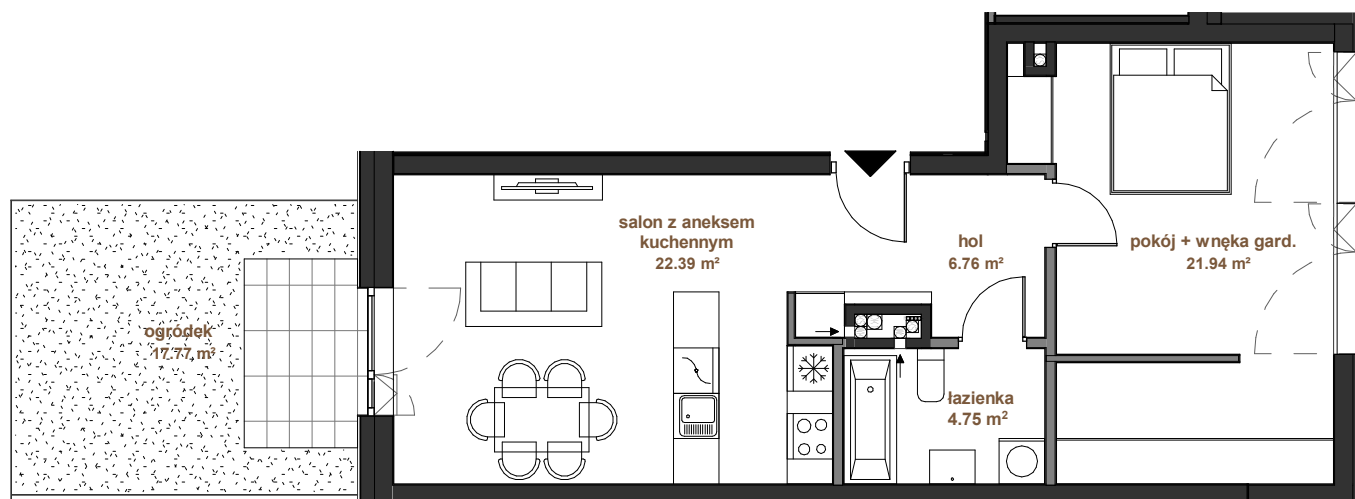 salon z aneksem
kuchennym
22.39 m²
hol
6.76 m²
pokój + wnęka gard.
21.94 m²
ogródek
17.77 m²
łazienka
4.75 m²